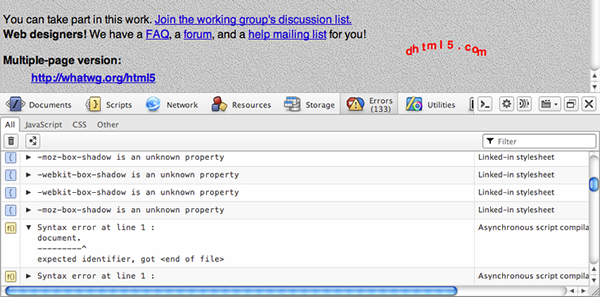 You can take part in this work. Join the working group's discussion list.
Web designers! We have a FAQ, a forum, and a help mailing list for you!
dhtml5.com
Multiple-page version:
http://whatwg.org/html5
Documents Scripts Network Resources Storage Errors (133) Utilities
All JavaScript CSS Other
Filter
-moz-box-shadow is an unknown property Linked-in stylesheet
-webkit-box-shadow is an unknown property Linked-in stylesheet
-webkit-box-shadow is an unknown property Linked-in stylesheet
-moz-box-shadow is an unknown property Linked-in stylesheet
Syntax error at line 1 : Asynchronous script compila
document.
---------^
expected identifier, got <end of file>
Syntax error at line 1 : Asynchronous script compila